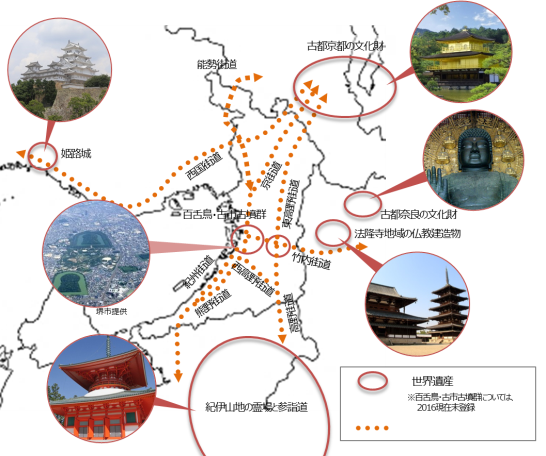 古都京都の文化財
能勢街道
姫路城
西国街道
京街道
東高野街道
百舌鳥・古市古墳群
古都奈良の文化財
法隆寺地域の仏教建造物
竹内街道
紀州街道
西高野街道
熊野街道
高野街道
堺市提供
紀伊山地の霊場と参詣道
世界遺産
※百舌鳥・古市古墳群については、
2016現在未登録